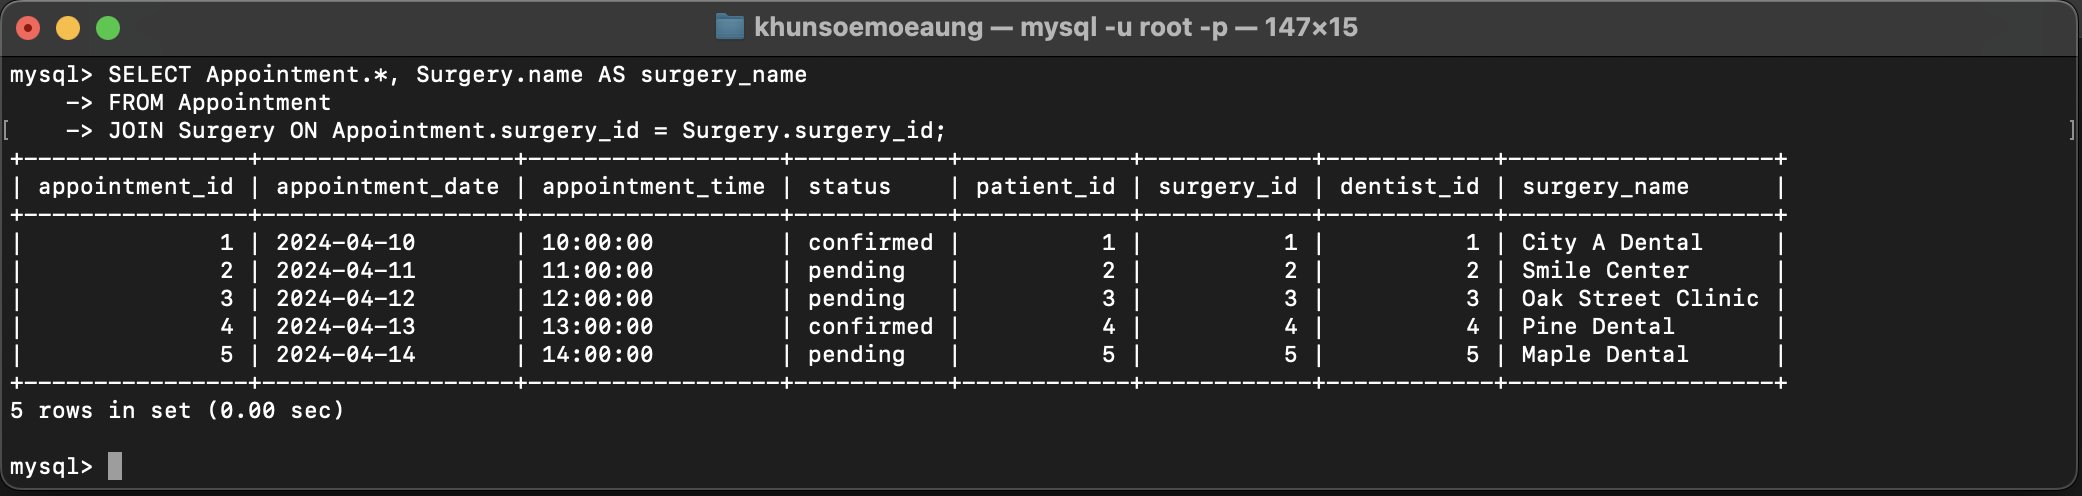 khunsoemoeaung — mysql -u root -p — 147×15
mysql> SELECT Appointment.*, Surgery.name AS surgery_name
    -> FROM Appointment
[    -> JOIN Surgery ON Appointment.surgery_id = Surgery.surgery_id;    ]
+----------------+------------------+------------------+-----------+------------+------------+------------+-------------------+
| appointment_id | appointment_date | appointment_time | status    | patient_id | surgery_id | dentist_id | surgery_name      |
+----------------+------------------+------------------+-----------+------------+------------+------------+-------------------+
|              1 | 2024-04-10       | 10:00:00         | confirmed |          1 |          1 |          1 | City A Dental     |
|              2 | 2024-04-11       | 11:00:00         | pending   |          2 |          2 |          2 | Smile Center      |
|              3 | 2024-04-12       | 12:00:00         | pending   |          3 |          3 |          3 | Oak Street Clinic |
|              4 | 2024-04-13       | 13:00:00         | confirmed |          4 |          4 |          4 | Pine Dental       |
|              5 | 2024-04-14       | 14:00:00         | pending   |          5 |          5 |          5 | Maple Dental      |
+----------------+------------------+------------------+-----------+------------+------------+------------+-------------------+
5 rows in set (0.00 sec)
mysql>